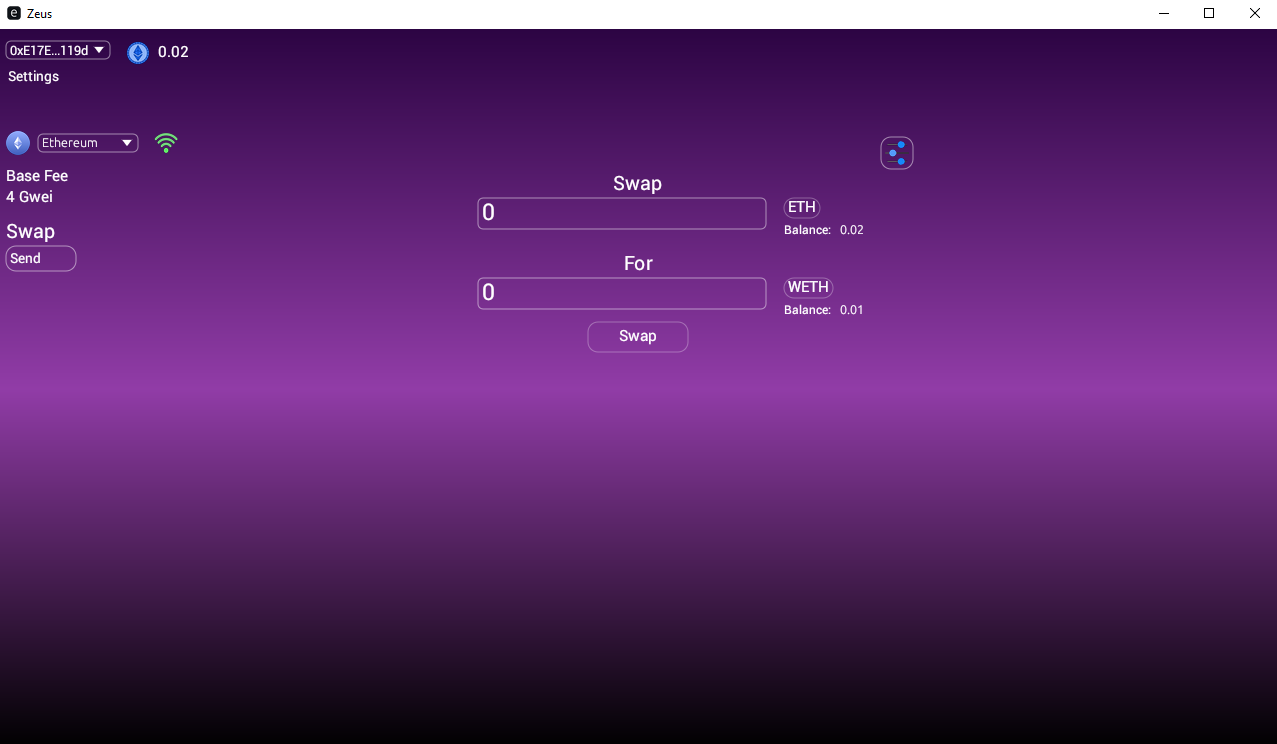 e Zeus
0xE17E...119d 0.02
Settings
Ethereum
Base Fee
4 Gwei
Swap
Send
Swap
0 ETH
Balance: 0.02
For
0 WETH
Balance: 0.01
Swap